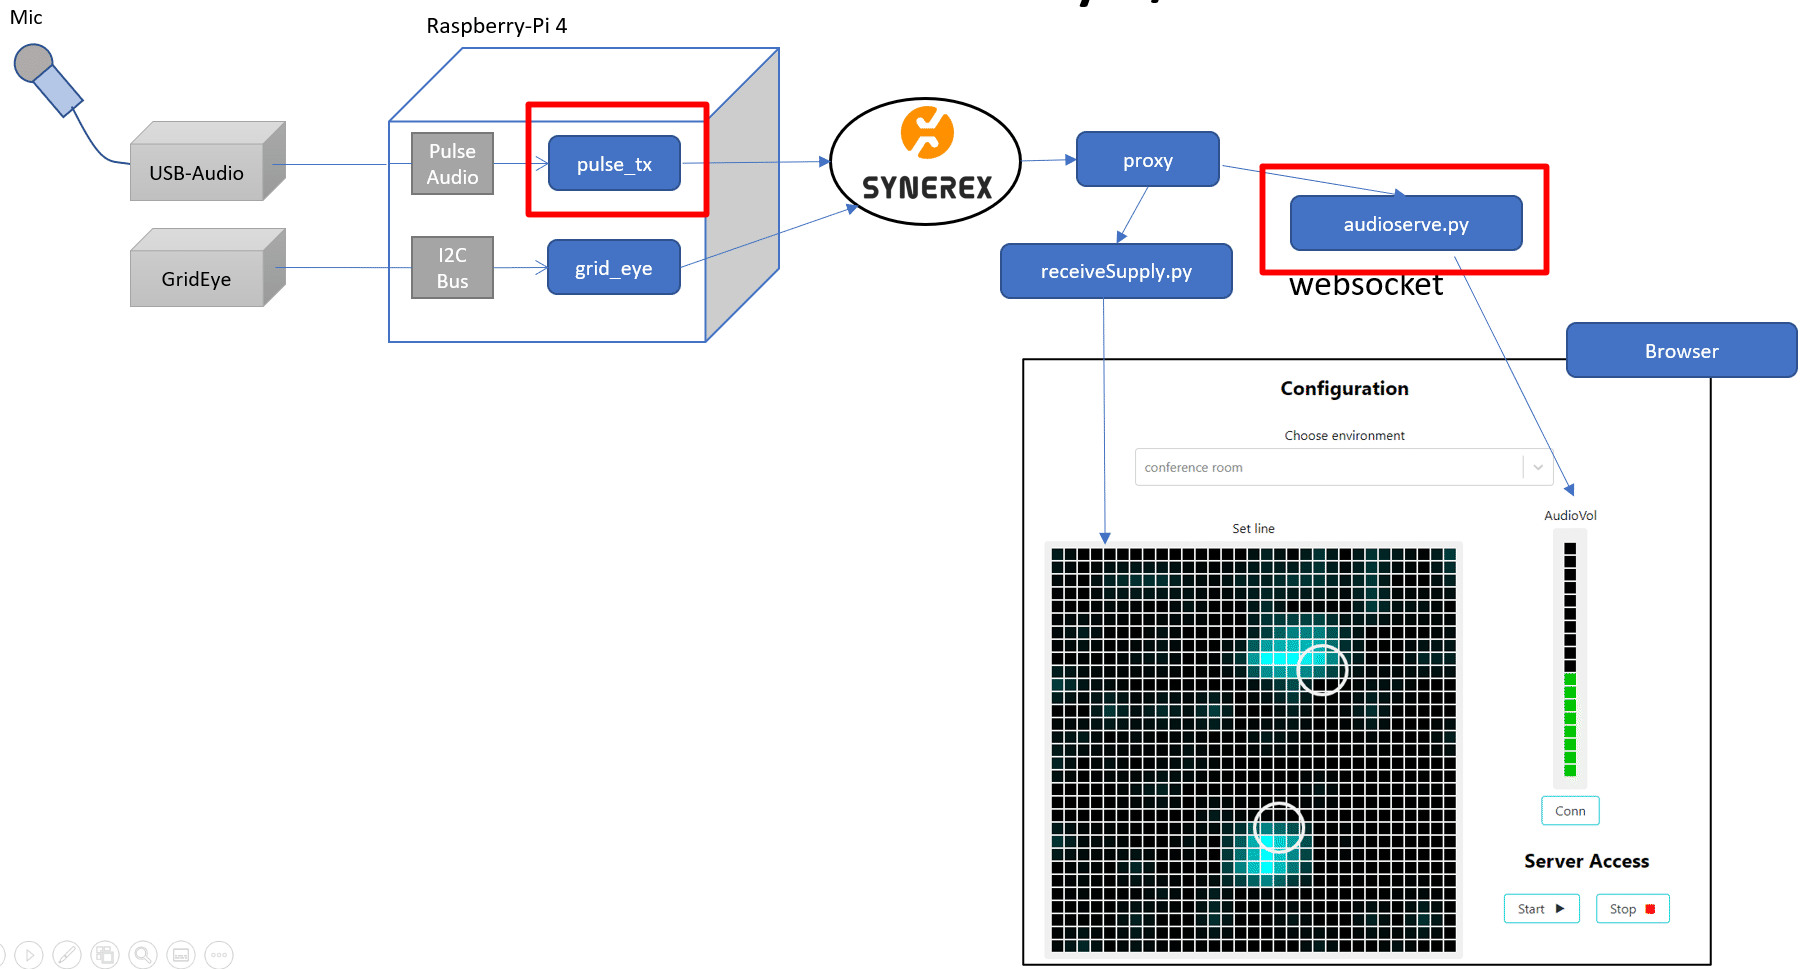 Mic
Raspberry-Pi 4
USB-Audio
Pulse
Audio
pulse_tx
SYNEREX
proxy
audioserve.py
GridEye
I2C
Bus
grid_eye
receiveSupply.py
websocket
Browser
Configuration
Choose environment
conference room
Set line
AudioVol
Conn
Server Access
Start
Stop